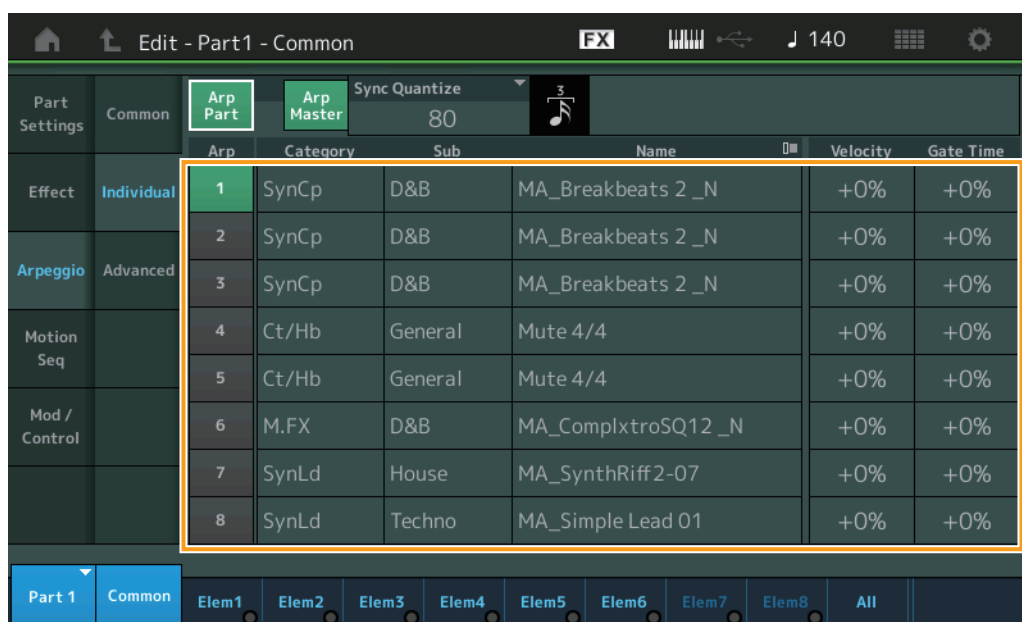 Edit - Part1 - Common FX 140
Part Settings Common Arp Part Arp Master Sync Quantize 80 3
Arp Category Sub Name Velocity Gate Time
Effect Individual 1 SynCp D&B MA_Breakbeats 2 _N +0% +0%
2 SynCp D&B MA_Breakbeats 2 _N +0% +0%
Arpeggio Advanced 3 SynCp D&B MA_Breakbeats 2 _N +0% +0%
Motion Seq 4 Ct/Hb General Mute 4/4 +0% +0%
5 Ct/Hb General Mute 4/4 +0% +0%
Mod / Control 6 M.FX D&B MA_ComplxtroSQ12 _N +0% +0%
7 SynLd House MA_SynthRiff2-07 +0% +0%
8 SynLd Techno MA_Simple Lead 01 +0% +0%
Part 1 Common Elem1 Elem2 Elem3 Elem4 Elem5 Elem6 Elem7 Elem8 All